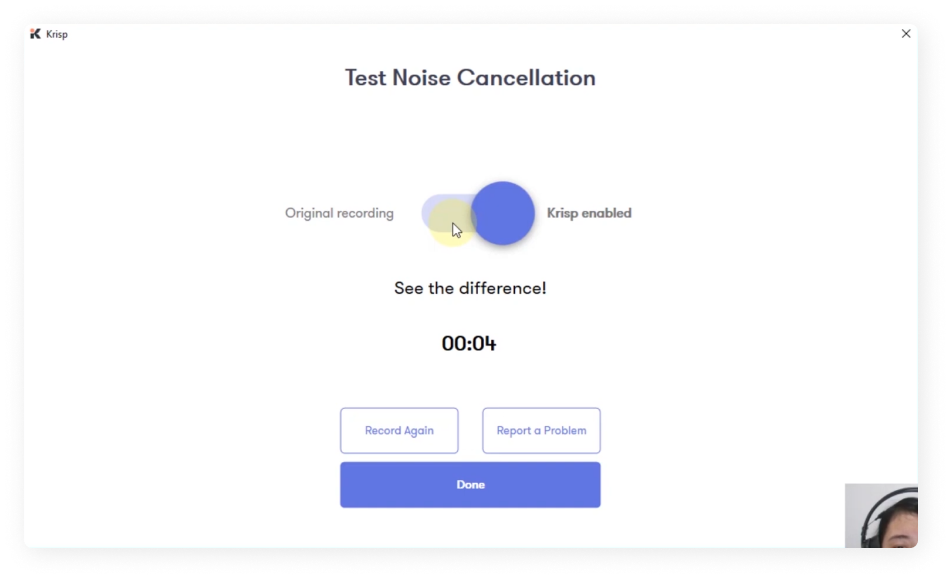 Krisp
Test Noise Cancellation
Original recording
Krisp enabled
See the difference!
00:04
Record Again
Report a Problem
Done